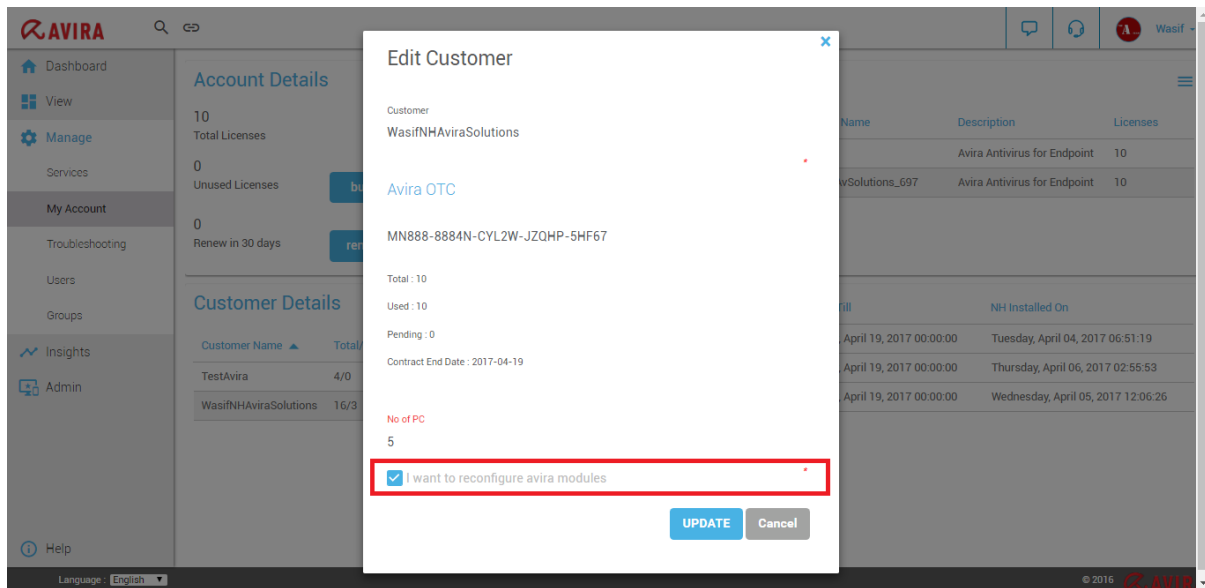 AVIRA
Wasif
Dashboard
View
Manage
Services
My Account
Troubleshooting
Users
Groups
Insights
Admin
Help
Language : English
Account Details
10
Total Licenses
0
Unused Licenses
0
Renew in 30 days
Name Description Licenses
Avira Antivirus for Endpoint 10
Avira Antivirus for Endpoint 10
Customer Details
Customer Name Total/
TestAvira 4/0
WasifNHAviraSolutions 16/3
NH Installed On
, April 19, 2017 00:00:00 Tuesday, April 04, 2017 06:51:19
, April 19, 2017 00:00:00 Thursday, April 06, 2017 02:55:53
, April 19, 2017 00:00:00 Wednesday, April 05, 2017 12:06:26
Edit Customer
x
Customer
WasifNHAviraSolutions
*
Avira OTC
MN888-8884N-CYL2W-JZQHP-5HF67
Total : 10
Used : 10
Pending : 0
Contract End Date : 2017-04-19
No of PC
5
I want to reconfigure avira modules
*
UPDATE Cancel
© 2016 AVIRA